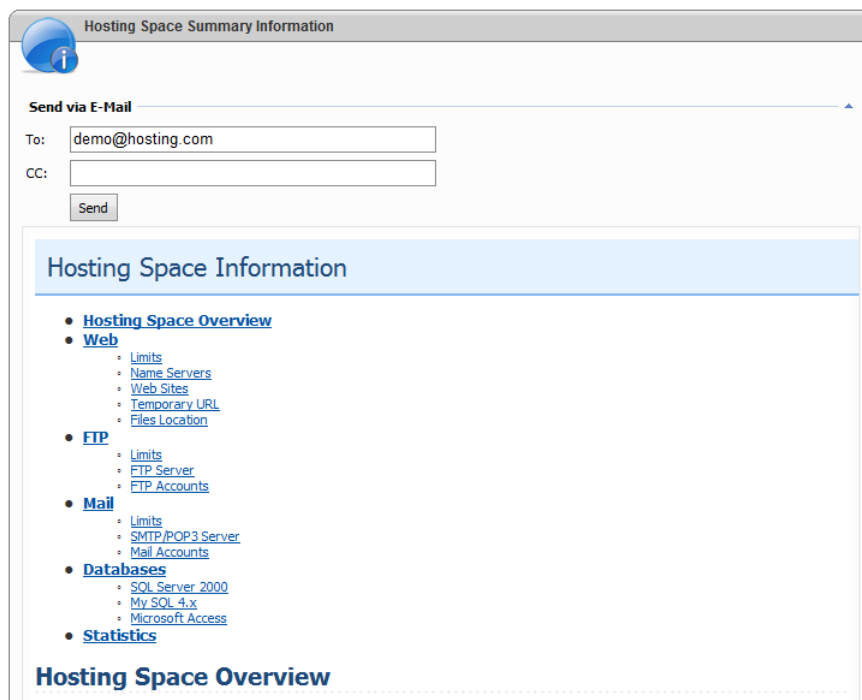 Hosting Space Summary Information
Send via E-Mail
To: demo@hosting.com
CC:
Send
Hosting Space Information
Hosting Space Overview
Web
Limits
Name Servers
Web Sites
Temporary URL
Files Location
FTP
Limits
FTP Server
FTP Accounts
Mail
Limits
SMTP/POP3 Server
Mail Accounts
Databases
SQL Server 2000
My SQL 4.x
Microsoft Access
Statistics
Hosting Space Overview